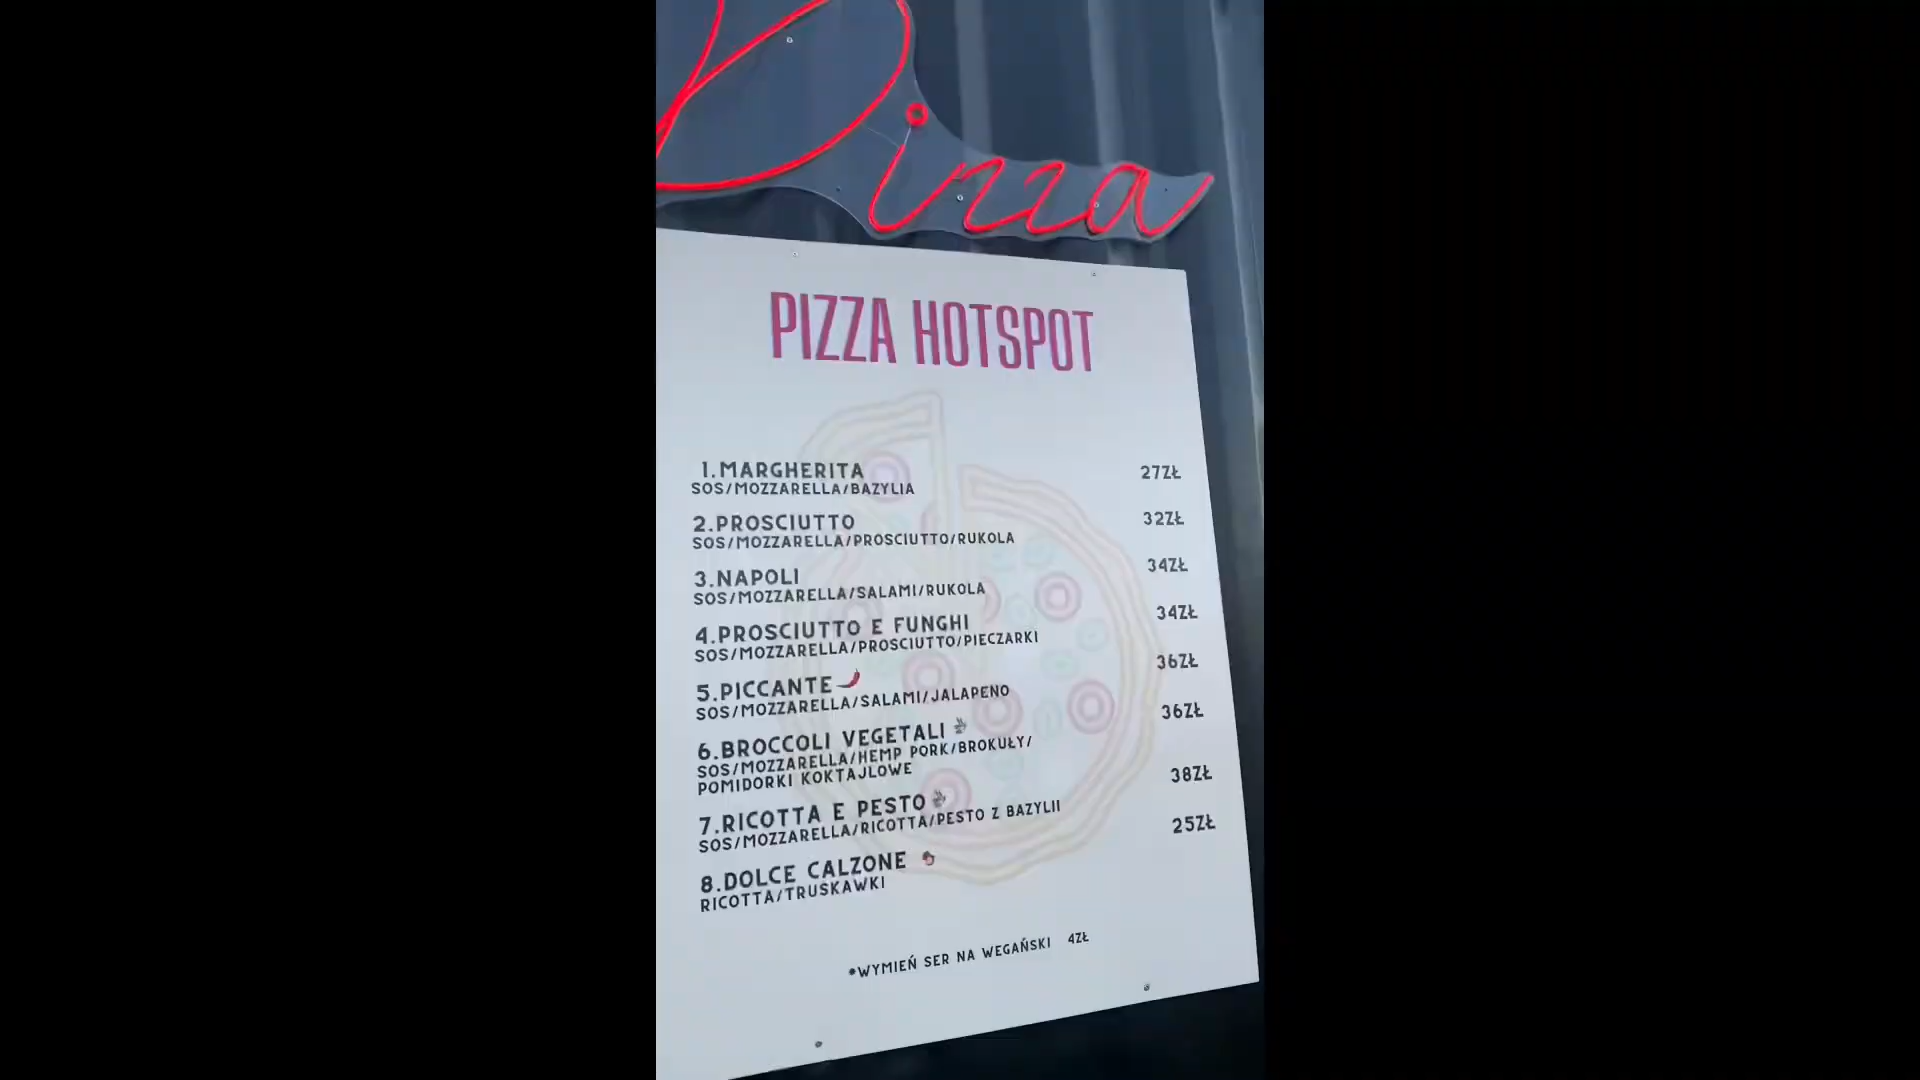 Pizza
PIZZA HOTSPOT
1.MARGHERITA 27ZŁ
SOS/MOZZARELLA/BAZYLIA
2.PROSCIUTTO 32ZŁ
SOS/MOZZARELLA/PROSCIUTTO/RUKOLA
3.NAPOLI 34ZŁ
SOS/MOZZARELLA/SALAMI/RUKOLA
4.PROSCIUTTO E FUNGHI 34ZŁ
SOS/MOZZARELLA/PROSCIUTTO/PIECZARKI
5.PICCANTE 36ZŁ
SOS/MOZZARELLA/SALAMI/JALAPENO
6.BROCCOLI VEGETALI 36ZŁ
SOS/MOZZARELLA/HEMP PORK/BROKUŁY/
POMIDORKI KOKTAJLOWE
7.RICOTTA E PESTO 38ZŁ
SOS/MOZZARELLA/RICOTTA/PESTO Z BAZYLII
8.DOLCE CALZONE 25ZŁ
RICOTTA/TRUSKAWKI
*WYMIEŃ SER NA WEGAŃSKI 4ZŁ